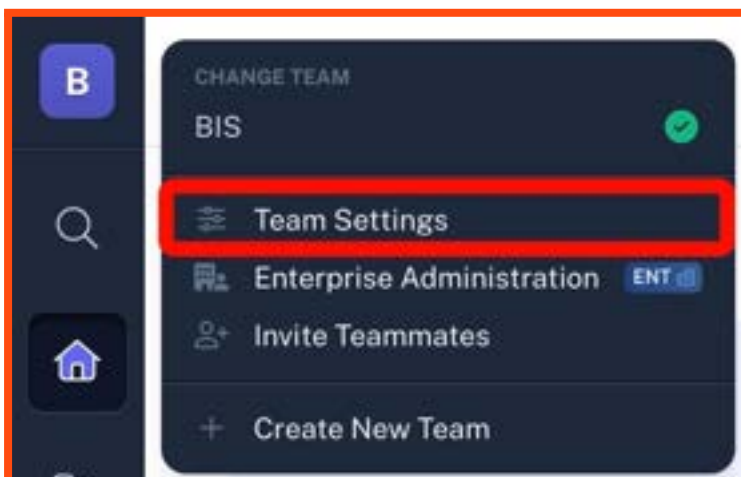 B
CHANGE TEAM
BIS
Team Settings
Enterprise Administration ENT
Invite Teammates
Create New Team